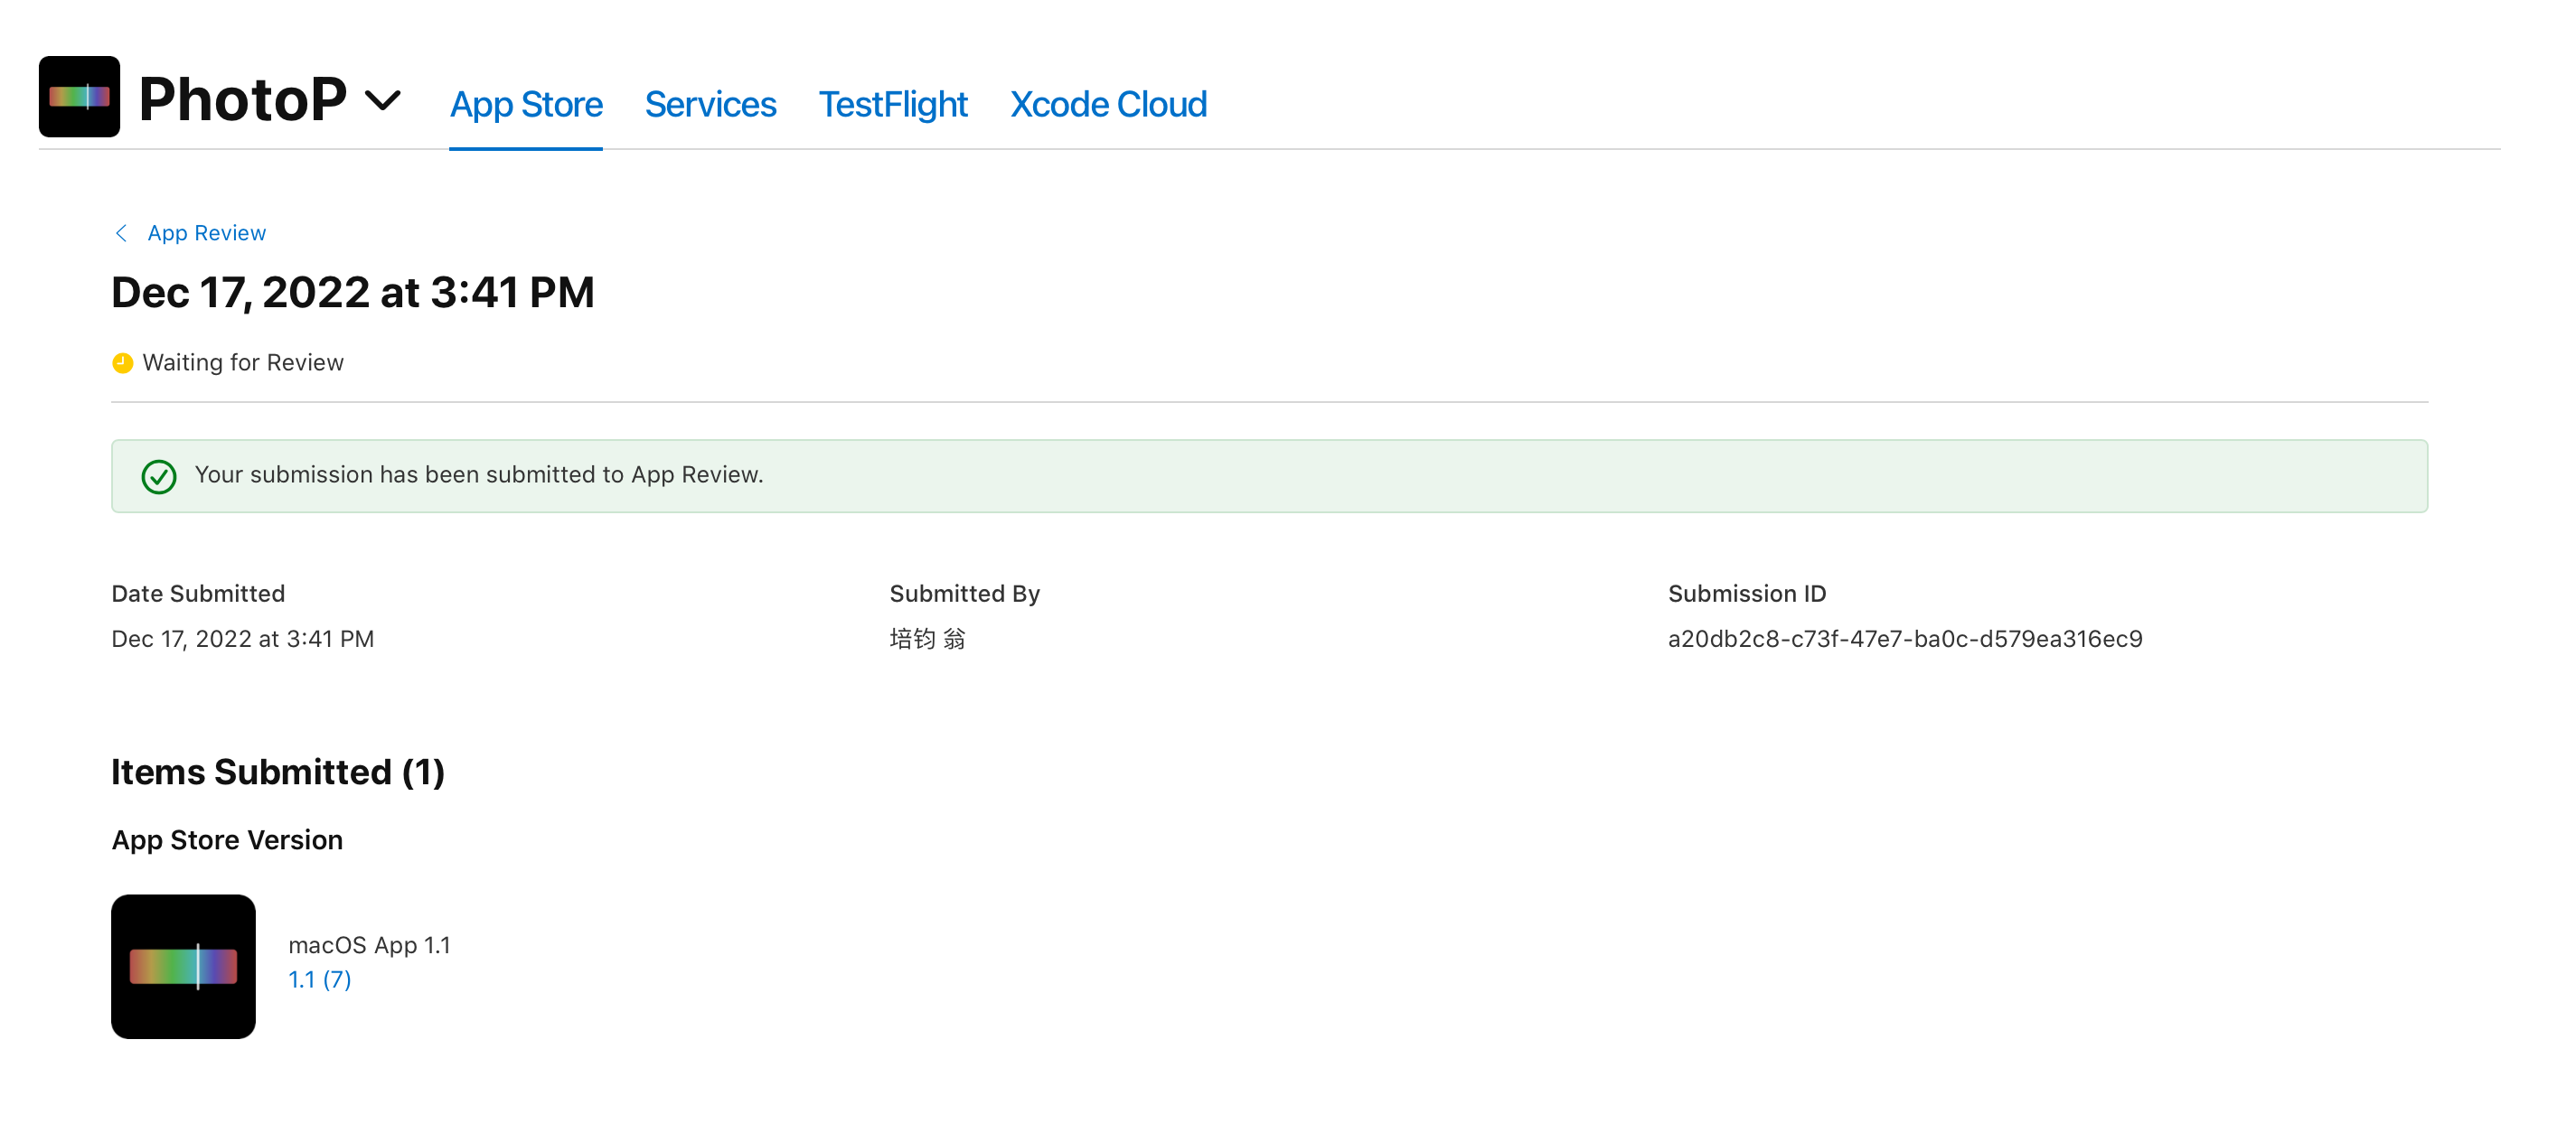 PhotoP App Store Services TestFlight Xcode Cloud
App Review
Dec 17, 2022 at 3:41 PM
Waiting for Review
Your submission has been submitted to App Review.
Date Submitted Submitted By Submission ID
Dec 17, 2022 at 3:41 PM 培钧 翁 a20db2c8-c73f-47e7-ba0c-d579ea316ec9
Items Submitted (1)
App Store Version
macOS App 1.1
1.1 (7)